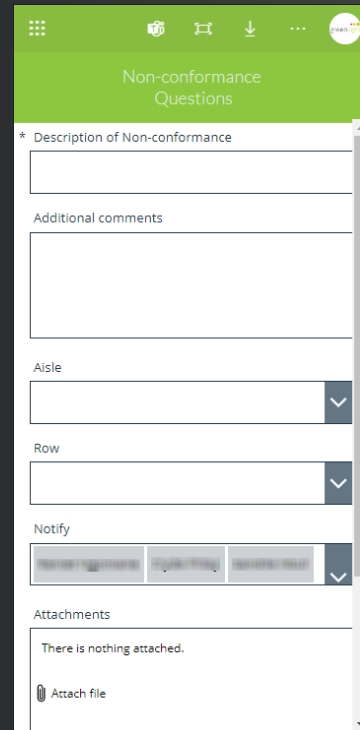 Non-conformance
Questions
* Description of Non-conformance
Additional comments
Aisle
Row
Notify
Attachments
There is nothing attached.
Attach file